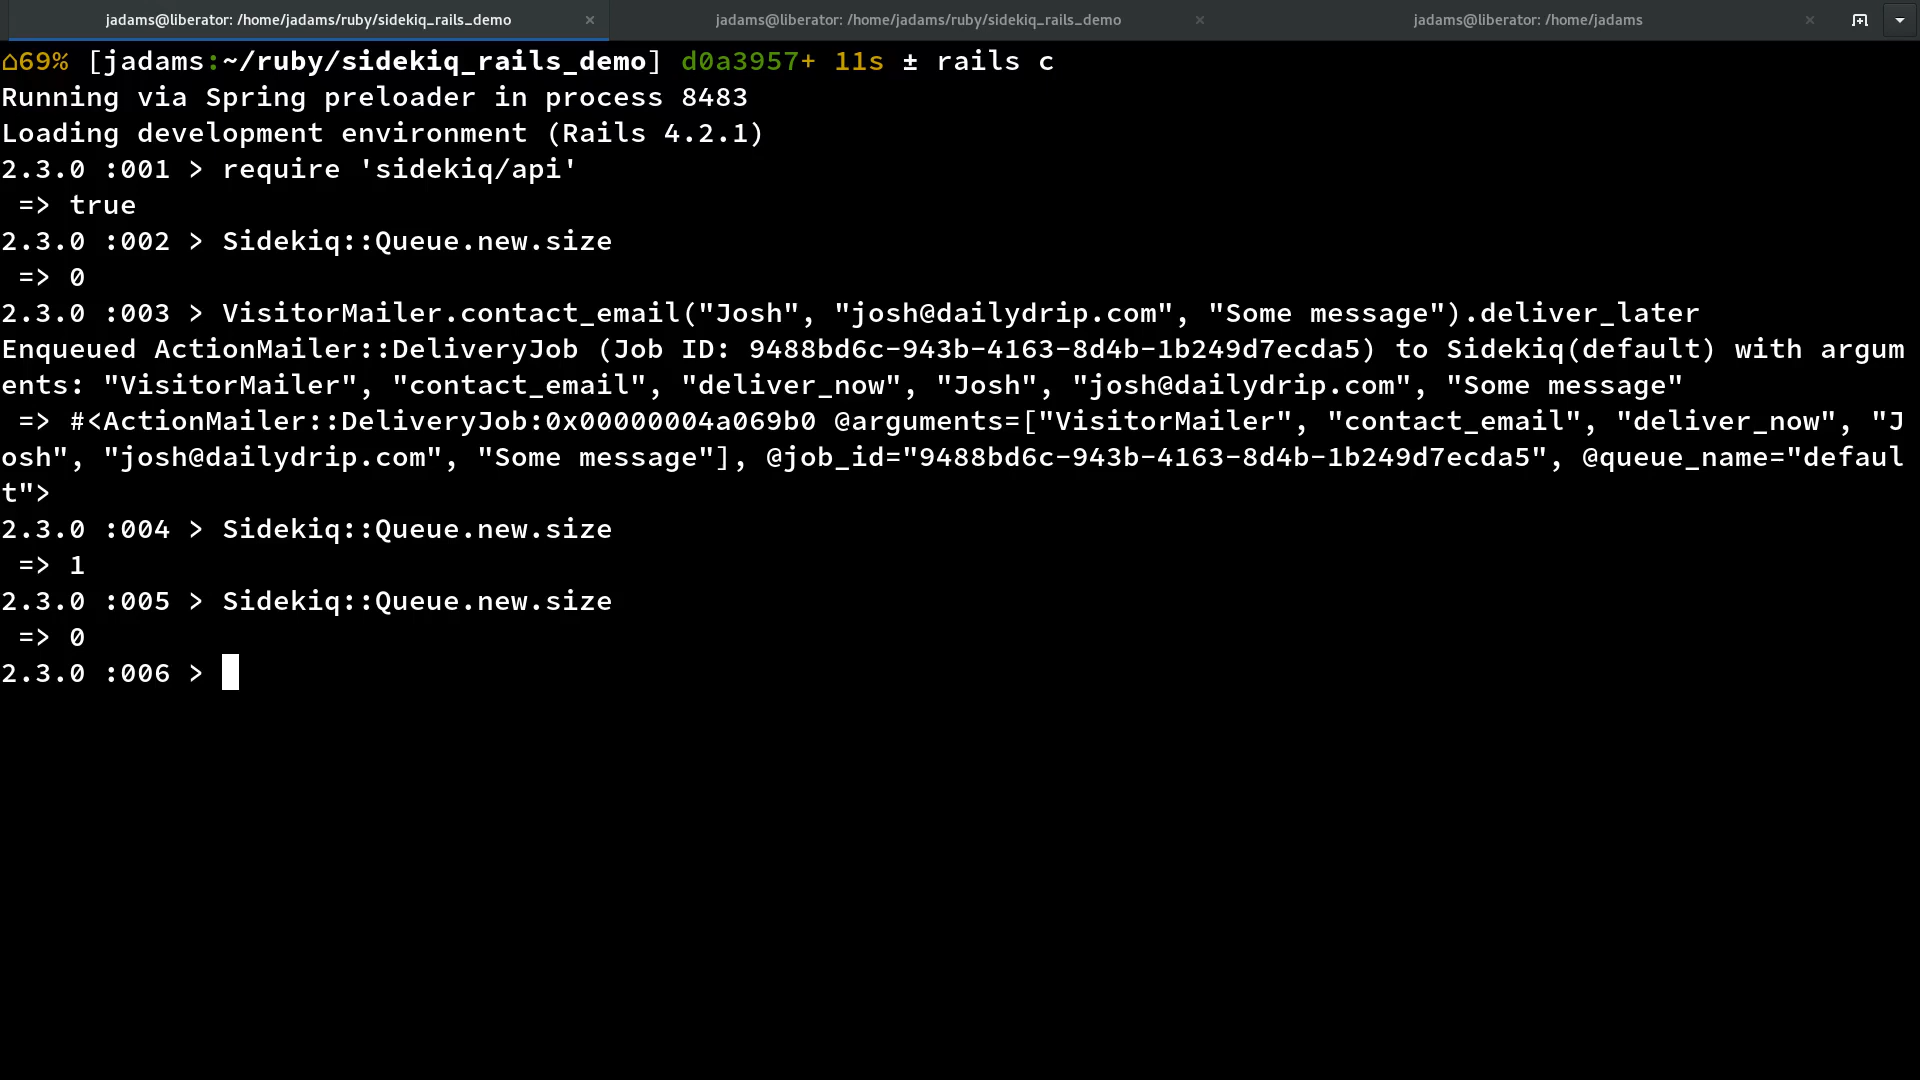 jadams@liberator: /home/jadams/ruby/sidekiq_rails_demo × jadams@liberator: /home/jadams/ruby/sidekiq_rails_demo × jadams@liberator: /home/jadams ×
⌂69% [jadams:~/ruby/sidekiq_rails_demo] d0a3957+ 11s ± rails c
Running via Spring preloader in process 8483
Loading development environment (Rails 4.2.1)
2.3.0 :001 > require 'sidekiq/api'
 => true
2.3.0 :002 > Sidekiq::Queue.new.size
 => 0
2.3.0 :003 > VisitorMailer.contact_email("Josh", "josh@dailydrip.com", "Some message").deliver_later
Enqueued ActionMailer::DeliveryJob (Job ID: 9488bd6c-943b-4163-8d4b-1b249d7ecda5) to Sidekiq(default) with argum
ents: "VisitorMailer", "contact_email", "deliver_now", "Josh", "josh@dailydrip.com", "Some message"
 => #<ActionMailer::DeliveryJob:0x00000004a069b0 @arguments=["VisitorMailer", "contact_email", "deliver_now", "J
osh", "josh@dailydrip.com", "Some message"], @job_id="9488bd6c-943b-4163-8d4b-1b249d7ecda5", @queue_name="defaul
t">
2.3.0 :004 > Sidekiq::Queue.new.size
 => 1
2.3.0 :005 > Sidekiq::Queue.new.size
 => 0
2.3.0 :006 >